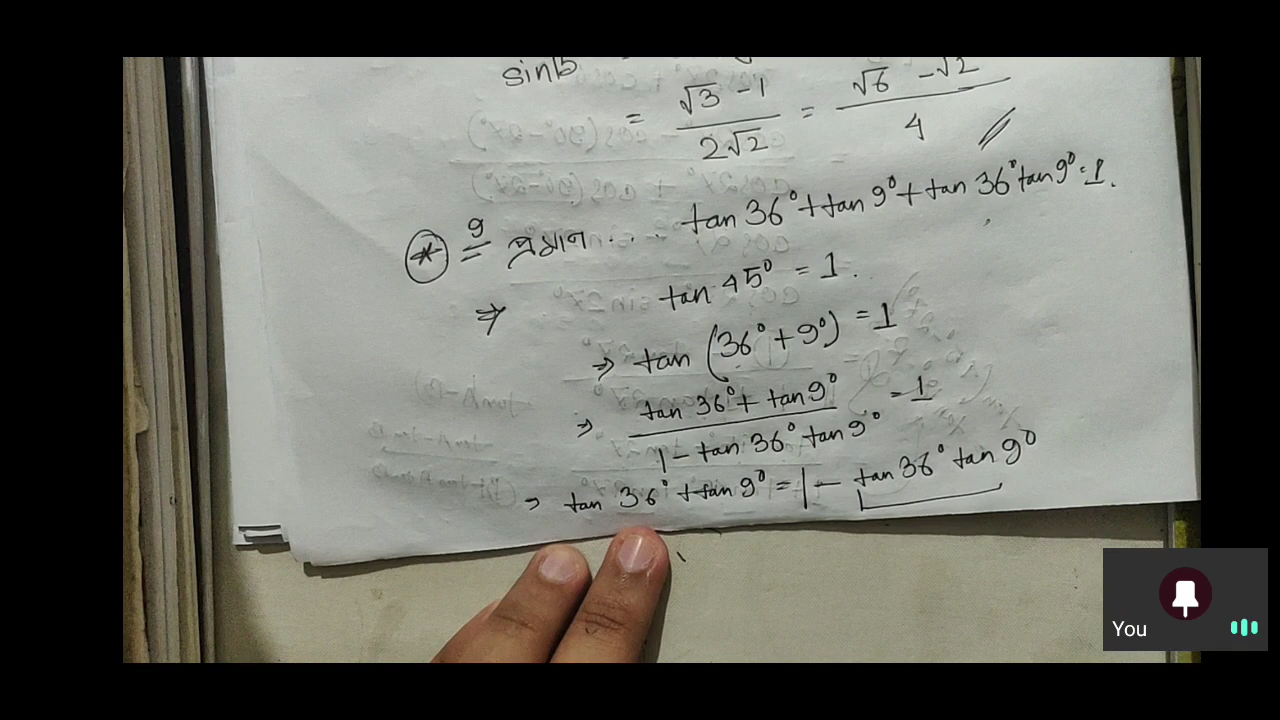 sin15
= √3 -1 / 2√2 = √6 -√2 / 4
* 9 প্রমাণ... tan 36° + tan 9° + tan 36° tan 9° = 1.
⇒ tan 45° = 1.
⇒ tan (36° + 9°) = 1
⇒ tan 36° + tan 9° / 1 - tan 36° tan 9° = 1
⇒ tan 36° + tan 9° = 1 - tan 36° tan 9°
You